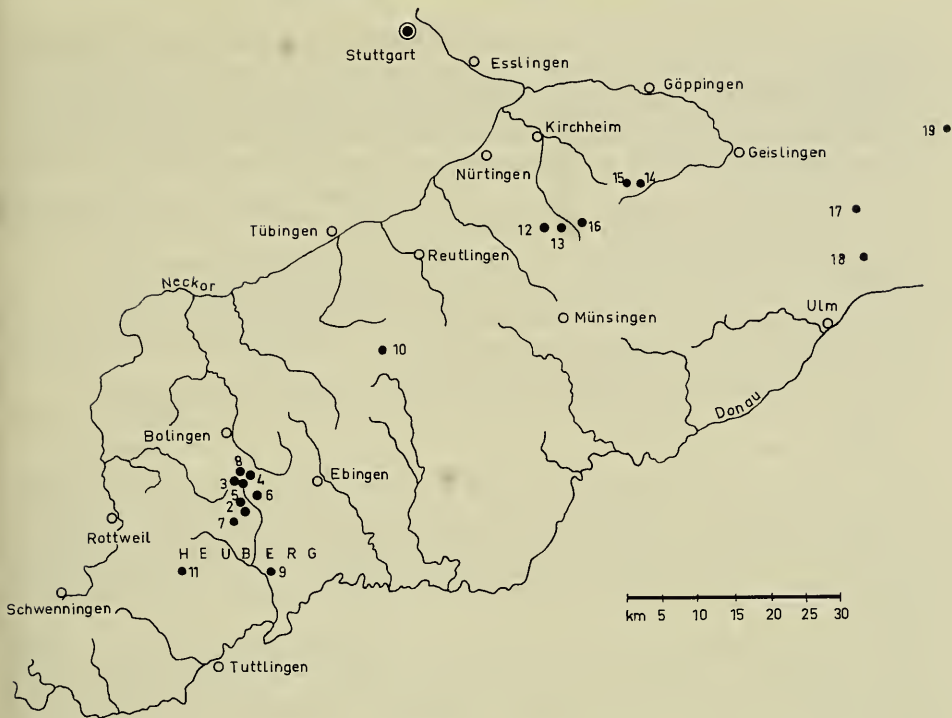 Stuttgart
Esslingen
Göppingen
Kirchheim
19
Geislingen
Nürtingen
15 14
17
12 13 16
Tübingen
Reutlingen
18
Neckar
Münsingen
Ulm
10
Donau
Balingen
8
3 4
Ebingen
5 6
2
7
Rottweil
HEUBERG
11
9
Schwenningen
km 5 10 15 20 25 30
Tuttlingen